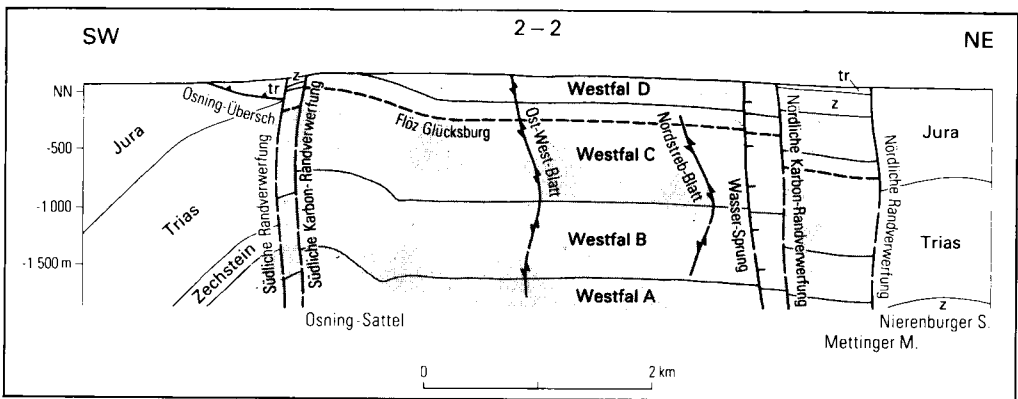 SW
2–2
NE
NN
-500
-1000
-1500 m
z
tr
Osning-Übersch
Jura
Trias
Zechstein
Südliche Randverwerfung
Südliche Karbon-Randverwerfung
Osning-Sattel
Flöz Glücksburg
Ost-West-Blatt
Westfal D
Westfal C
Westfal B
Westfal A
Nordstreb-Blatt
Wasser-Sprung
Nördliche Karbon-Randverwerfung
tr
z
Nördliche Randverwerfung
Jura
Trias
z
Nierenburger S.
Mettinger M.
0
2 km